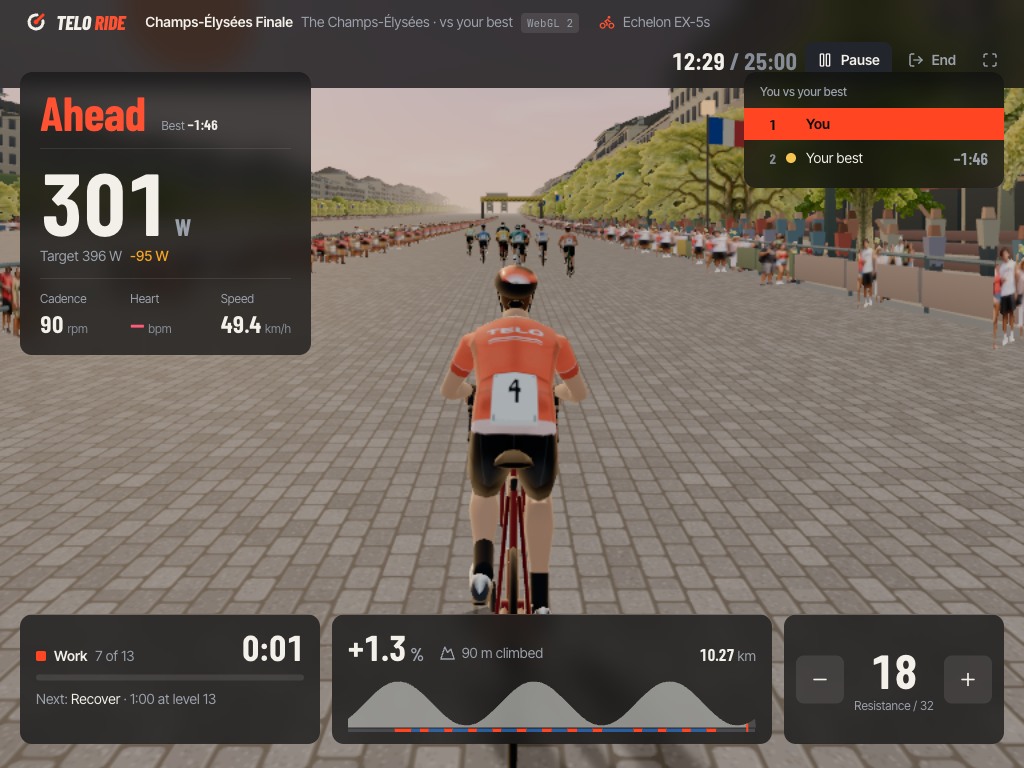 TELO RIDE Champs-Élysées Finale The Champs-Élysées · vs your best WebGL 2 Echelon EX-5s
12:29 / 25:00 Pause End
Ahead Best −1:46
301 W
Target 396 W -95 W
Cadence Heart Speed
90 rpm – bpm 49.4 km/h
You vs your best
1 You
2 Your best −1:46
TELO
4
Work 7 of 13 0:01
Next: Recover · 1:00 at level 13
+1.3 % 90 m climbed 10.27 km
− 18 +
Resistance / 32